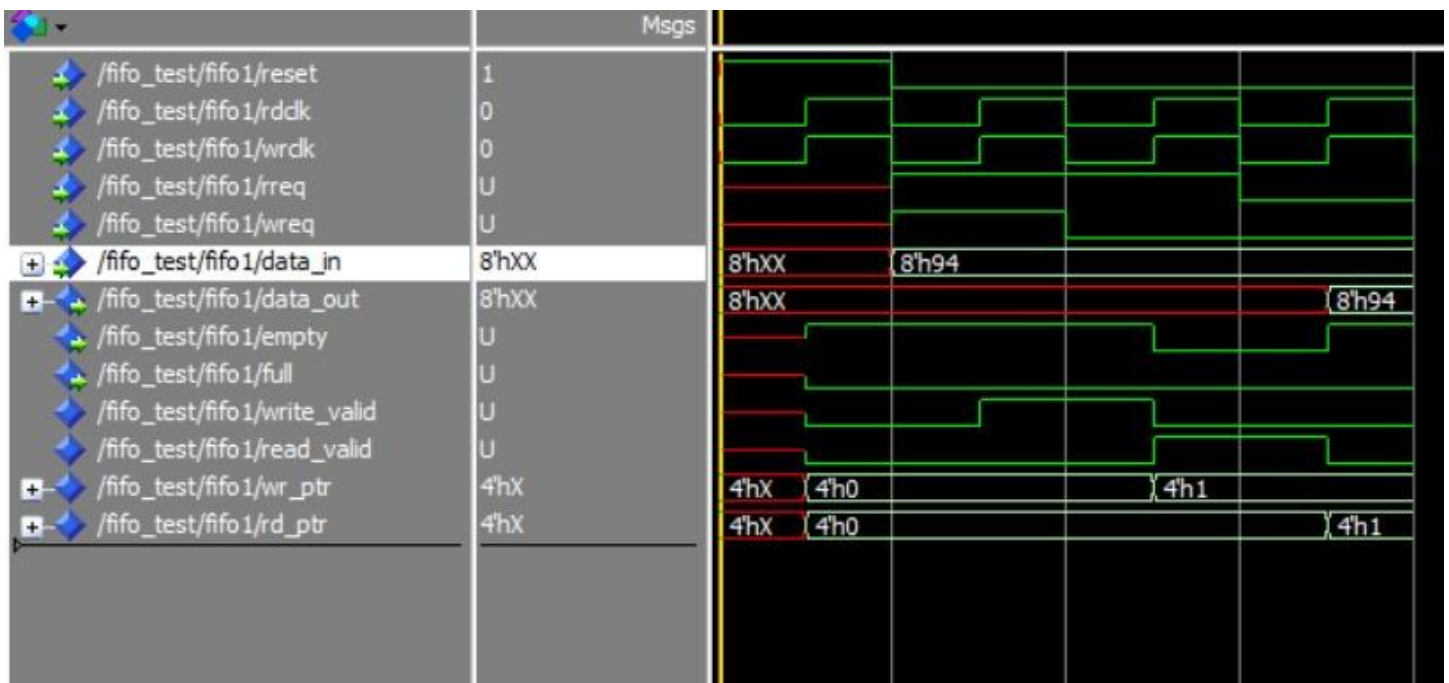 Msgs
/fifo_test/fifo1/reset 1
/fifo_test/fifo1/rdclk 0
/fifo_test/fifo1/wrclk 0
/fifo_test/fifo1/rreq U
/fifo_test/fifo1/wreq U
/fifo_test/fifo1/data_in 8'hXX 8'hXX 8'h94
/fifo_test/fifo1/data_out 8'hXX 8'hXX 8'h94
/fifo_test/fifo1/empty U
/fifo_test/fifo1/full U
/fifo_test/fifo1/write_valid U
/fifo_test/fifo1/read_valid U
/fifo_test/fifo1/wr_ptr 4'hX 4'hX 4'h0 4'h1
/fifo_test/fifo1/rd_ptr 4'hX 4'hX 4'h0 4'h1